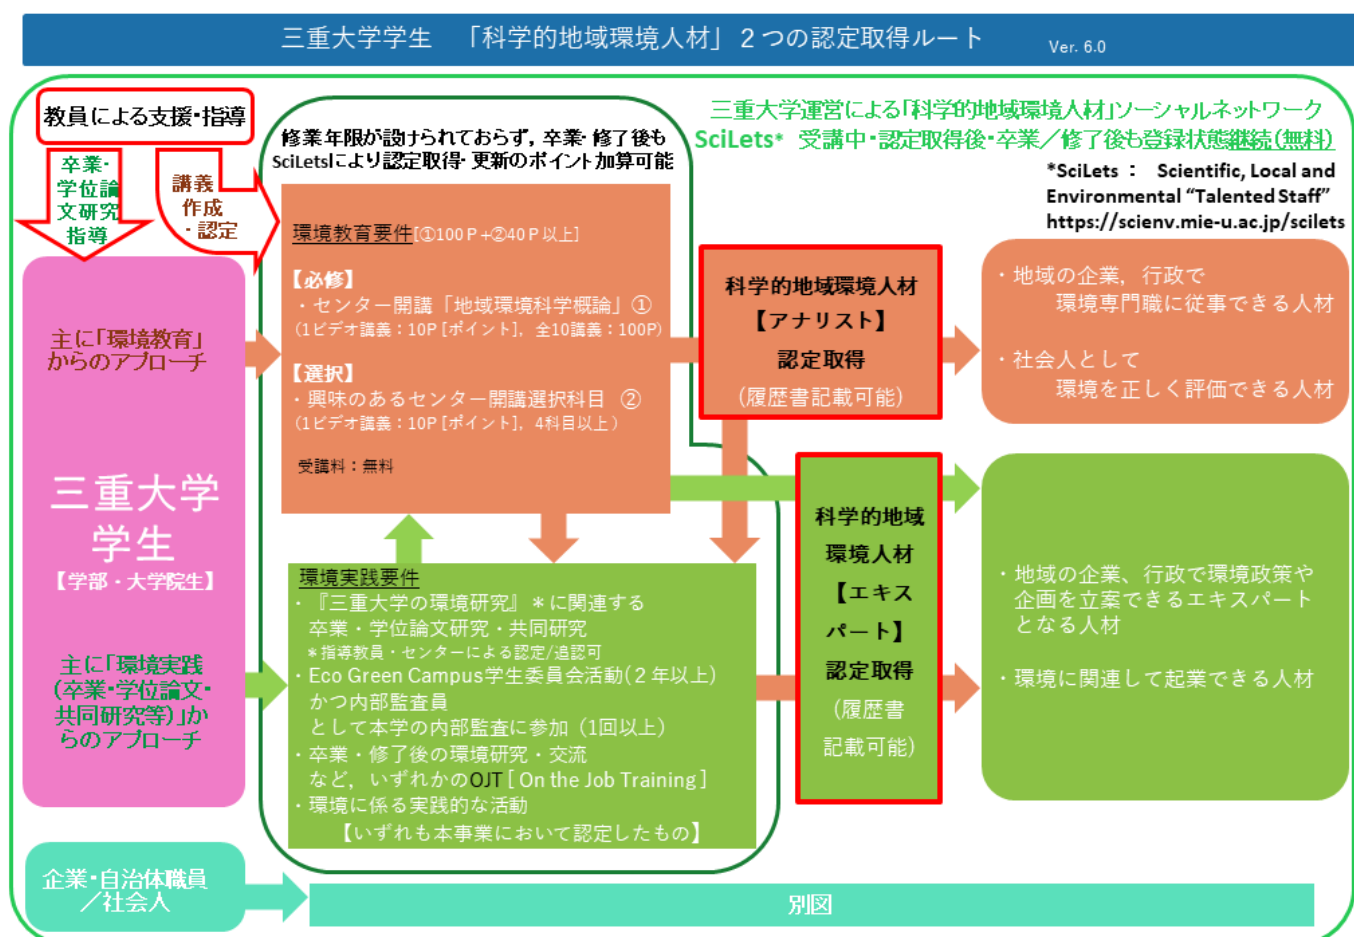 三重大学学生　「科学的地域環境人材」２つの認定取得ルート
Ver. 6.0
教員による支援・指導
卒業・
学位論
文研究
指導
講義
作成
・認定
修業年限が設けられておらず，卒業・修了後も
SciLetsにより認定取得・更新のポイント加算可能
三重大学運営による「科学的地域環境人材」ソーシャルネットワーク
SciLets*　受講中・認定取得後・卒業／修了後も登録状態継続(無料)
*SciLets ：　Scientific, Local and
Environmental “Talented Staff”
https://scienv.mie-u.ac.jp/scilets
主に「環境教育」
からのアプローチ
三重大学
学生
【学部・大学院生】
主に「環境実践
（卒業・学位論文・
共同研究等）」か
らのアプローチ
環境教育要件[①100Ｐ+②40Ｐ以上]
【必修】
・センター開講「地域環境科学概論」①
(1ビデオ講義：10P [ポイント]，全10講義：100P)
【選択】
・興味のあるセンター開講選択科目　②
(1ビデオ講義：10P [ポイント]，4科目以上）
受講料：無料
環境実践要件
・『三重大学の環境研究』＊に関連する
卒業・学位論文研究・共同研究
＊指導教員・センターによる認定/追認可
・Eco Green Campus学生委員会活動(２年以上)
かつ内部監査員
として本学の内部監査に参加（1回以上）
・卒業・修了後の環境研究・交流
など，いずれかのOJT [ On the Job Training ]
・環境に係る実践的な活動
【いずれも本事業において認定したもの】
科学的地域環境人材
【アナリスト】
認定取得
(履歴書記載可能)
科学的地域
環境人材
【エキス
パート】
認定取得
(履歴書
記載可能)
・地域の企業，行政で
環境専門職に従事できる人材
・社会人として
環境を正しく評価できる人材
・地域の企業、行政で環境政策や
企画を立案できるエキスパート
となる人材
・環境に関連して起業できる人材
企業・自治体職員
／社会人
別図